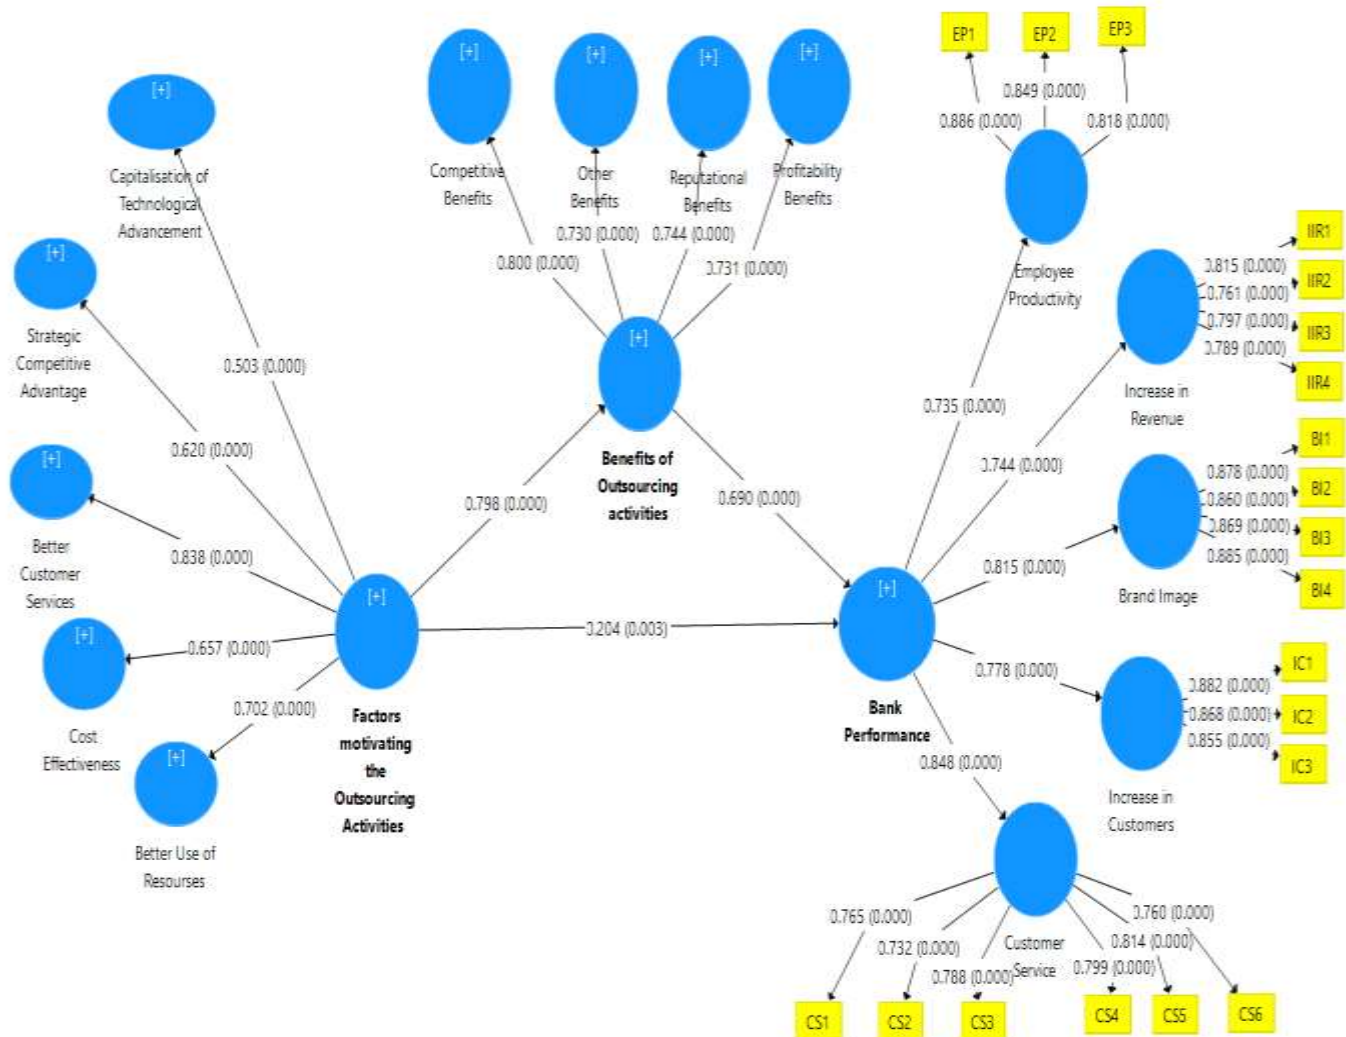 [+]
[+]
[+]
[+]
EP1
EP2
EP3
[+]
0.849 (0.000)
0.886 (0.000)
0.818 (0.000)
Capitalisation of
Technological
Advancement
Competitive
Benefits
Other
Benefits
Reputational
Benefits
Profitability
Benefits
IIR1
[+]
0.800 (0.000)
0.730 (0.000)
0.744 (0.000)
0.731 (0.000)
Employee
Productivity
0.815 (0.000)
IIR2
0.761 (0.000)
0.797 (0.000)
IIR3
0.789 (0.000)
IIR4
Strategic
Competitive
Advantage
[+]
0.503 (0.000)
Increase in
Revenue
0.735 (0.000)
0.620 (0.000)
0.744 (0.000)
BI1
[+]
Benefits of
Outsourcing
activities
0.878 (0.000)
BI2
0.860 (0.000)
0.869 (0.000)
BI3
0.885 (0.000)
BI4
0.798 (0.000)
0.690 (0.000)
Better
Customer
Services
0.838 (0.000)
0.815 (0.000)
Brand Image
[+]
[+]
[+]
0.657 (0.000)
0.204 (0.003)
0.778 (0.000)
IC1
0.882 (0.000)
IC2
0.868 (0.000)
0.855 (0.000)
IC3
0.702 (0.000)
Cost
Effectiveness
Factors
motivating
the
Outsourcing
Activities
Bank
Performance
[+]
0.848 (0.000)
Increase in
Customers
Better Use of
Resourses
0.765 (0.000)
0.732 (0.000)
0.788 (0.000)
Customer
Service
0.760 (0.000)
0.814 (0.000)
0.799 (0.000)
CS1
CS2
CS3
CS4
CS5
CS6